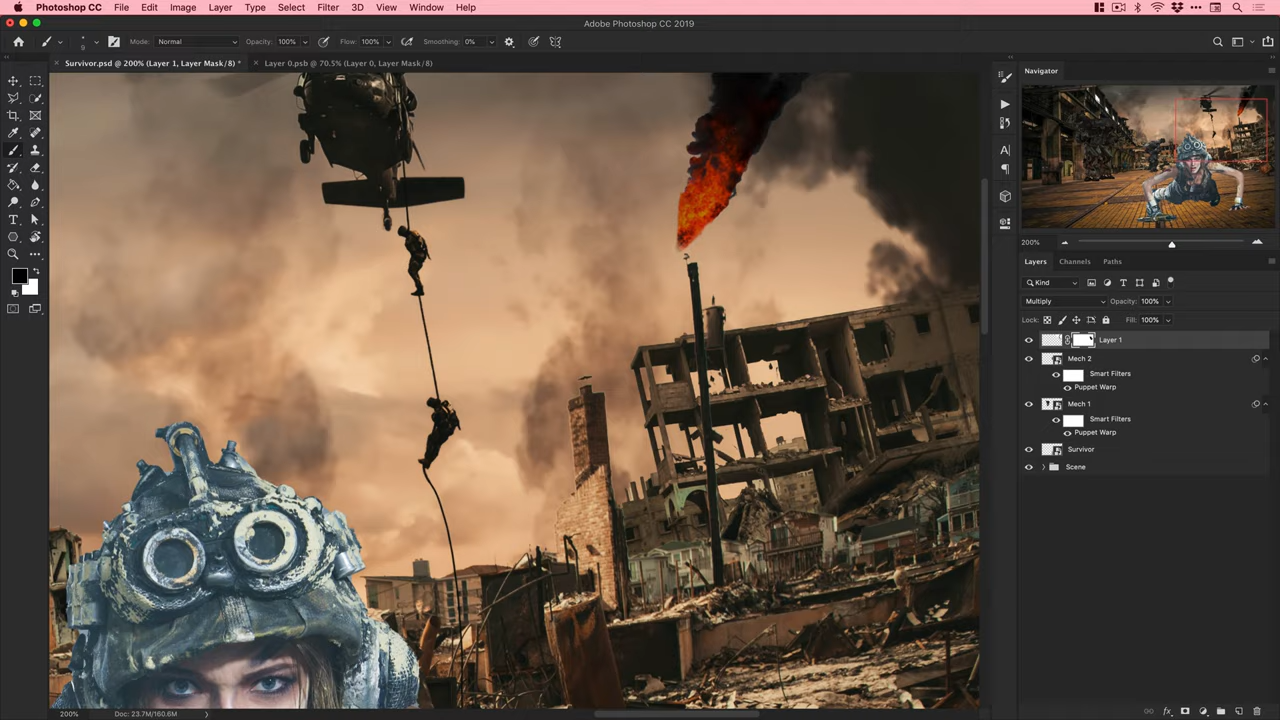 Photoshop CC File Edit Image Layer Type Select Filter 3D View Window Help
Adobe Photoshop CC 2019
9 Mode: Normal Opacity: 100% Flow: 100% Smoothing: 0%
× Survivor.psd @ 200% (Layer 1, Layer Mask/8) * × Layer 0.psb @ 70.5% (Layer 0, Layer Mask/8)
Navigator
200%
Layers Channels Paths
Kind
Multiply Opacity: 100%
Lock: Fill: 100%
Layer 1
Mech 2
Smart Filters
Puppet Warp
Mech 1
Smart Filters
Puppet Warp
Survivor
Scene
200% Doc: 23.7M/160.6M